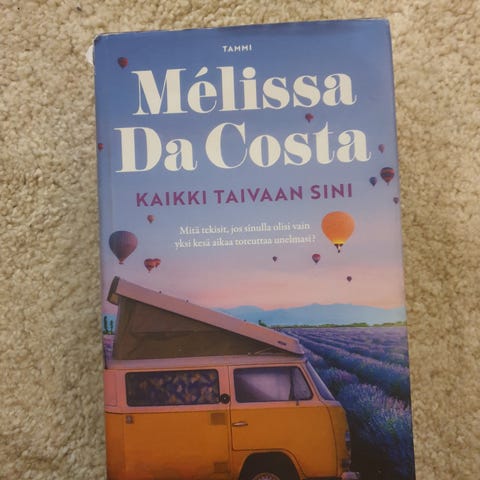 TAMMI
Mélissa
Da Costa
KAIKKI TAIVAAN SINI
Mitä tekisit, jos sinulla olisi vain
yksi kesä aikaa toteuttaa unelmasi?